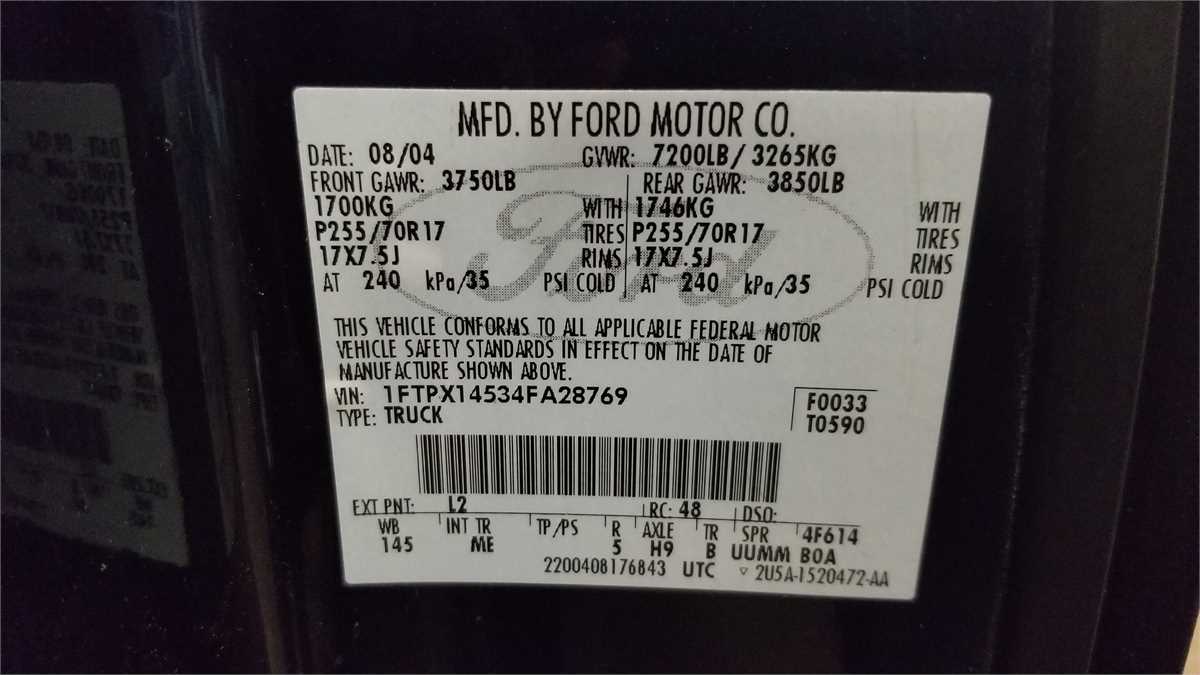 MFD. BY FORD MOTOR CO.
DATE: 08/04 GVWR: 7200LB/ 3265KG
FRONT GAWR: 3750LB REAR GAWR: 3850LB
1700KG WITH 1746KG WITH
P255/70R17 TIRES P255/70R17 TIRES
17X7.5J RIMS 17X7.5J RIMS
AT 240 kPa/35 PSI COLD AT 240 kPa/35 PSI COLD
Ford
THIS VEHICLE CONFORMS TO ALL APPLICABLE FEDERAL MOTOR
VEHICLE SAFETY STANDARDS IN EFFECT ON THE DATE OF
MANUFACTURE SHOWN ABOVE.
VIN: 1FTPX14534FA28769 F0033
TYPE: TRUCK T0590
EXT PNT: L2 RC: 48 DSO:
WB INT TR TP/PS R AXLE TR SPR 4F614
145 ME 5 H9 B UUMM BOA
2200408176843 UTC ▽ 2U5A-1520472-AA